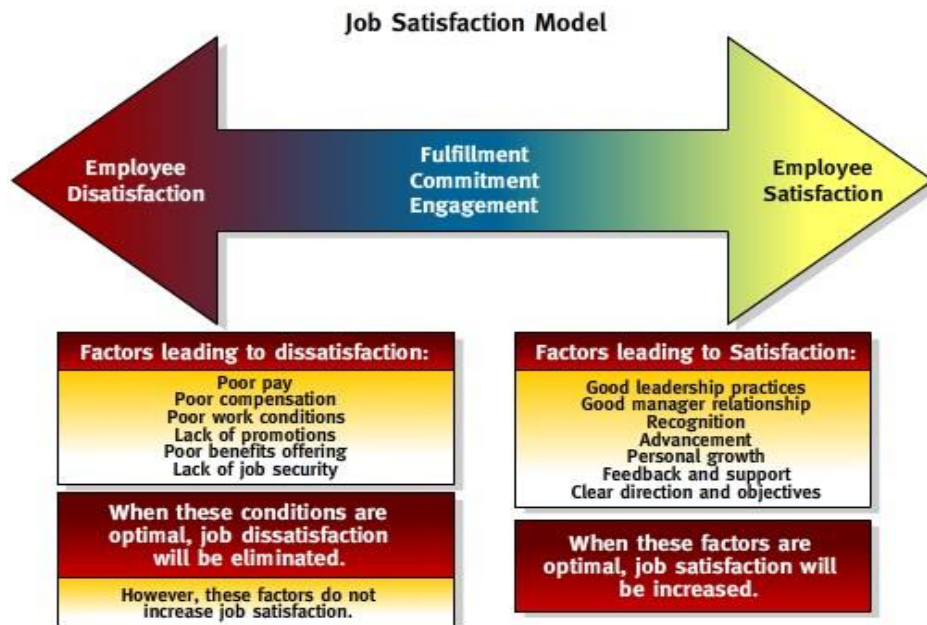 Job Satisfaction Model
Employee
Disatisfaction
Fulfillment
Commitment
Engagement
Employee
Satisfaction
Factors leading to dissatisfaction:
Poor pay
Poor compensation
Poor work conditions
Lack of promotions
Poor benefits offering
Lack of job security
When these conditions are
optimal, job dissatisfaction
will be eliminated.
However, these factors do not
increase job satisfaction.
Factors leading to Satisfaction:
Good leadership practices
Good manager relationship
Recognition
Advancement
Personal growth
Feedback and support
Clear direction and objectives
When these factors are
optimal, job satisfaction will
be increased.